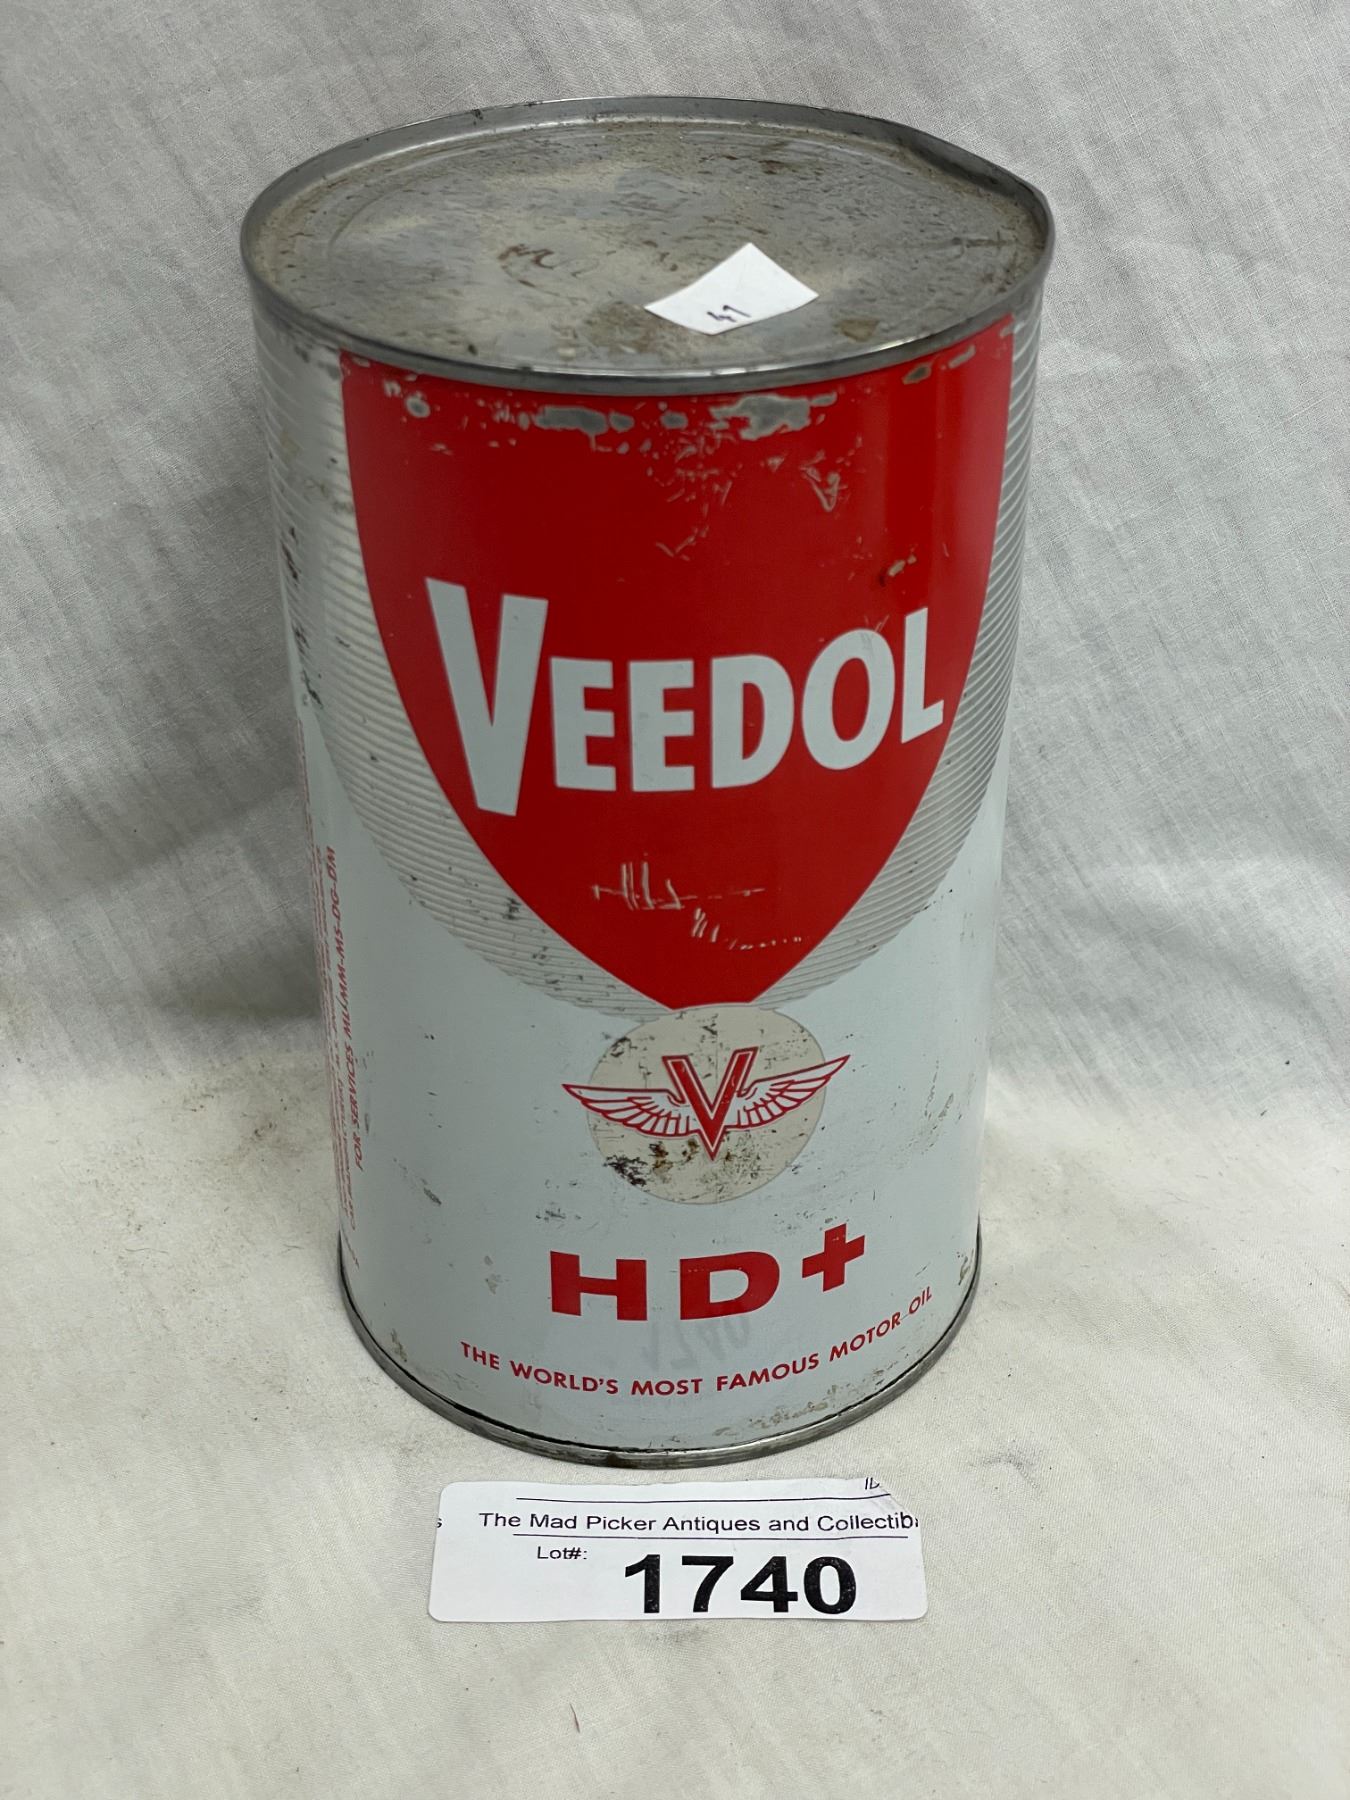 41
VEEDOL
V
HD+
THE WORLD'S MOST FAMOUS MOTOR OIL
FOR SERVICES ML-MM-MS-DG-DM
The Mad Picker Antiques and Collectib
Lot#: 1740